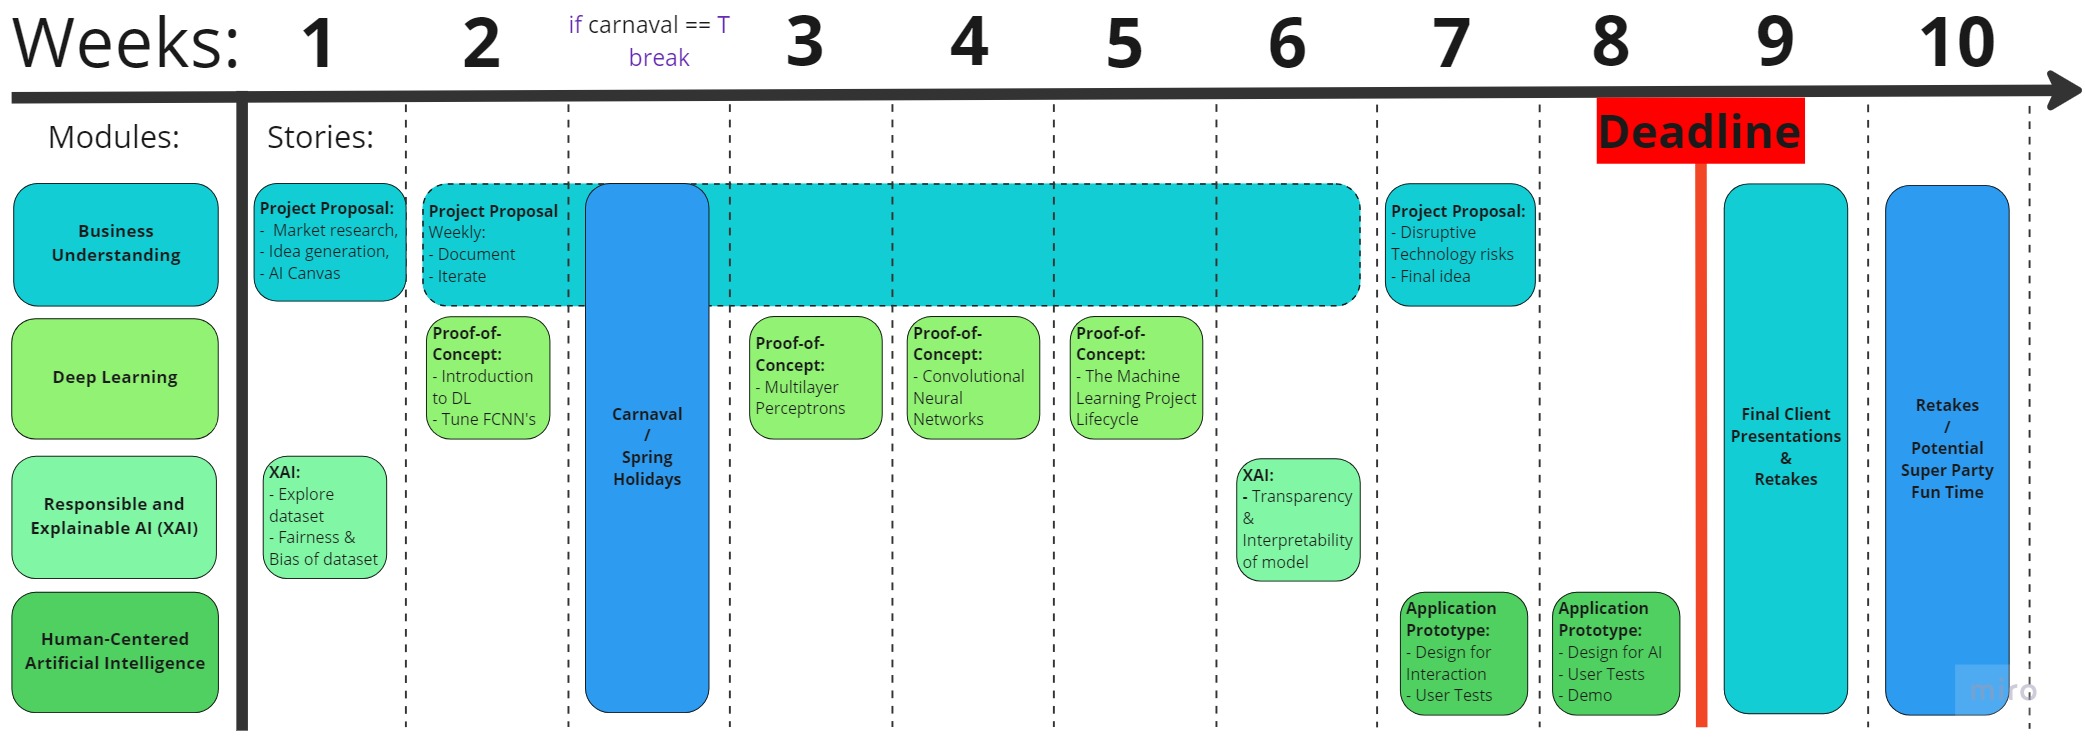 Weeks: 1 2 if carnaval == T 3 4 5 6 7 8 9 10
break
Modules: Stories:
Deadline
Business
Understanding
Project Proposal:
- Market research,
- Idea generation,
- AI Canvas
Project Proposal
Weekly:
- Document
- Iterate
Project Proposal:
- Disruptive
Technology risks
- Final idea
Deep Learning
Proof-of-
Concept:
- Introduction
to DL
- Tune FCNN's
Carnaval
/
Spring
Holidays
Proof-of-
Concept:
- Multilayer
Perceptrons
Proof-of-
Concept:
- Convolutional
Neural
Networks
Proof-of-
Concept:
- The Machine
Learning Project
Lifecycle
Final Client
Presentations
&
Retakes
Retakes
/
Potential
Super Party
Fun Time
Responsible and
Explainable AI (XAI)
XAI:
- Explore
dataset
- Fairness &
Bias of dataset
XAI:
- Transparency
&
Interpretability
of model
Human-Centered
Artificial Intelligence
Application
Prototype:
- Design for
Interaction
- User Tests
Application
Prototype:
- Design for AI
- User Tests
- Demo
miro